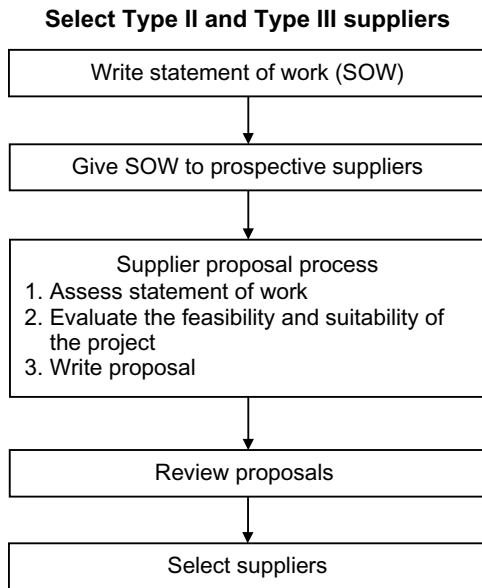 Select Type II and Type III suppliers
Write statement of work (SOW)
Give SOW to prospective suppliers
Supplier proposal process
1. Assess statement of work
2. Evaluate the feasibility and suitability of
the project
3. Write proposal
Review proposals
Select suppliers